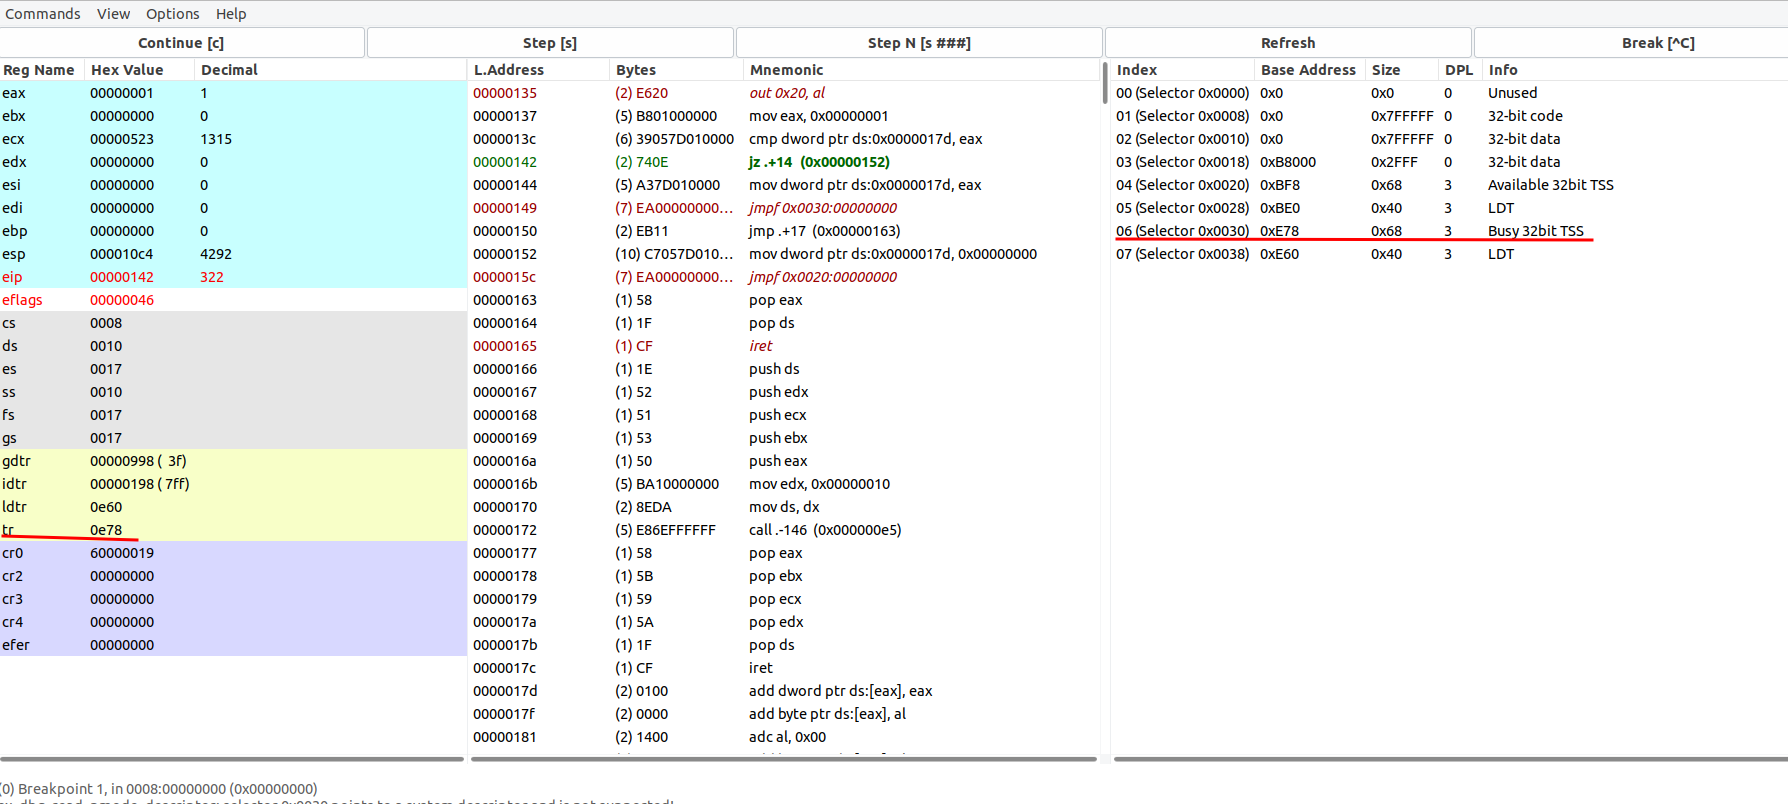 Commands View Options Help
Continue [c] Step [s] Step N [s ###] Refresh Break [^C]
Reg Name Hex Value Decimal L.Address Bytes Mnemonic Index Base Address Size DPL Info
eax 00000001 1 00000135 (2) E620 out 0x20, al 00 (Selector 0x0000) 0x0 0x0 0 Unused
ebx 00000000 0 00000137 (5) B801000000 mov eax, 0x00000001 01 (Selector 0x0008) 0x0 0x7FFFFF 0 32-bit code
ecx 00000523 1315 0000013c (6) 39057D010000 cmp dword ptr ds:0x0000017d, eax 02 (Selector 0x0010) 0x0 0x7FFFFF 0 32-bit data
edx 00000000 0 00000142 (2) 740E jz .+14 (0x00000152) 03 (Selector 0x0018) 0xB8000 0x2FFF 0 32-bit data
esi 00000000 0 00000144 (5) A37D010000 mov dword ptr ds:0x0000017d, eax 04 (Selector 0x0020) 0xBF8 0x68 3 Available 32bit TSS
edi 00000000 0 00000149 (7) EA00000000... jmpf 0x0030:00000000 05 (Selector 0x0028) 0xBE0 0x40 3 LDT
ebp 00000000 0 00000150 (2) EB11 jmp .+17 (0x00000163) 06 (Selector 0x0030) 0xE78 0x68 3 Busy 32bit TSS
esp 000010c4 4292 00000152 (10) C7057D010... mov dword ptr ds:0x0000017d, 0x00000000 07 (Selector 0x0038) 0xE60 0x40 3 LDT
eip 00000142 322 0000015c (7) EA00000000... jmpf 0x0020:00000000
eflags 00000046 00000163 (1) 58 pop eax
cs 0008 00000164 (1) 1F pop ds
ds 0010 00000165 (1) CF iret
es 0017 00000166 (1) 1E push ds
ss 0010 00000167 (1) 52 push edx
fs 0017 00000168 (1) 51 push ecx
gs 0017 00000169 (1) 53 push ebx
gdtr 00000998 ( 3f) 0000016a (1) 50 push eax
idtr 00000198 ( 7ff) 0000016b (5) BA10000000 mov edx, 0x00000010
ldtr 0e60 00000170 (2) 8EDA mov ds, dx
tr 0e78 00000172 (5) E86EFFFFFF call .-146 (0x000000e5)
cr0 60000019 00000177 (1) 58 pop eax
cr2 00000000 00000178 (1) 5B pop ebx
cr3 00000000 00000179 (1) 59 pop ecx
cr4 00000000 0000017a (1) 5A pop edx
efer 00000000 0000017b (1) 1F pop ds
0000017c (1) CF iret
0000017d (2) 0100 add dword ptr ds:[eax], eax
0000017f (2) 0000 add byte ptr ds:[eax], al
00000181 (2) 1400 adc al, 0x00
(0) Breakpoint 1, in 0008:00000000 (0x00000000)